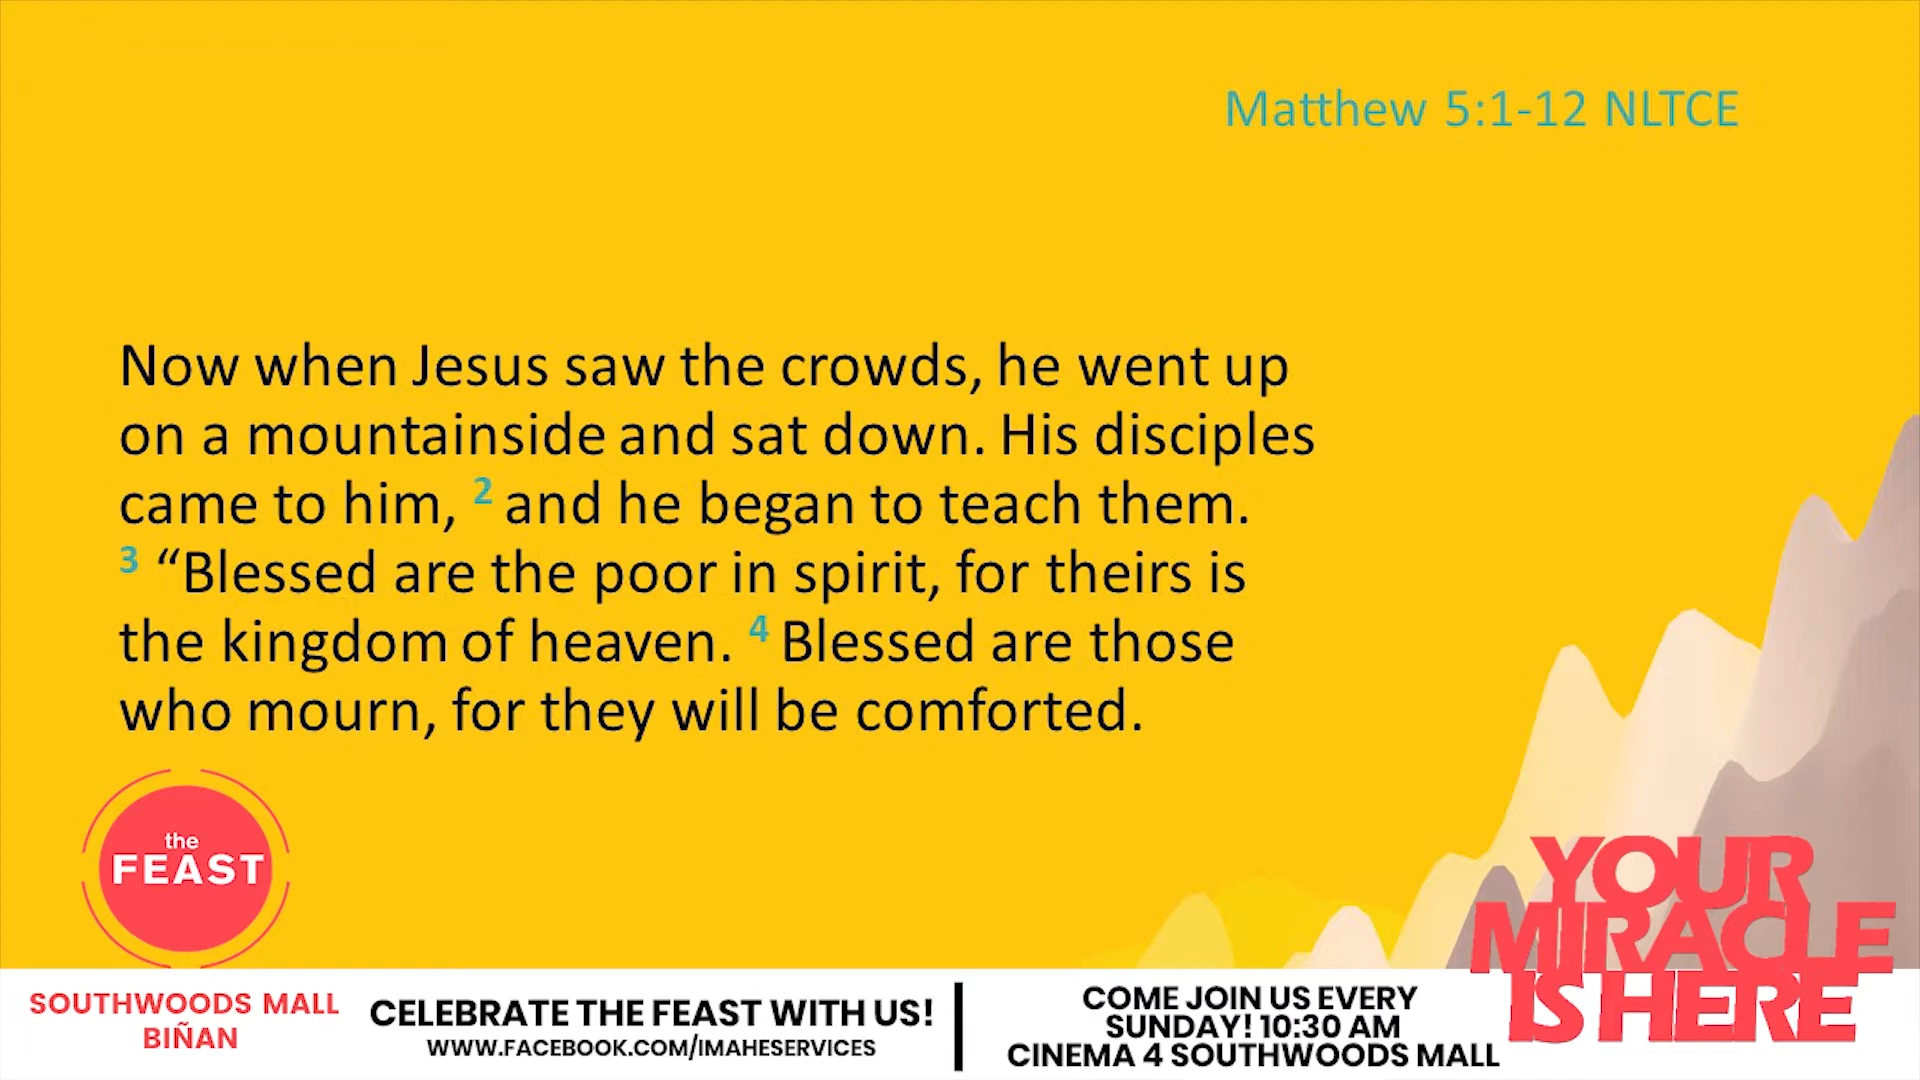 Matthew 5:1-12 NLTCE
Now when Jesus saw the crowds, he went up
on a mountainside and sat down. His disciples
came to him, 2 and he began to teach them.
3 “Blessed are the poor in spirit, for theirs is
the kingdom of heaven. 4 Blessed are those
who mourn, for they will be comforted.
the
FEAST
SOUTHWOODS MALL
BIÑAN
CELEBRATE THE FEAST WITH US!
WWW.FACEBOOK.COM/IMAHESERVICES
COME JOIN US EVERY
SUNDAY! 10:30 AM
CINEMA 4 SOUTHWOODS MALL
YOUR
MIRACLE
IS HERE